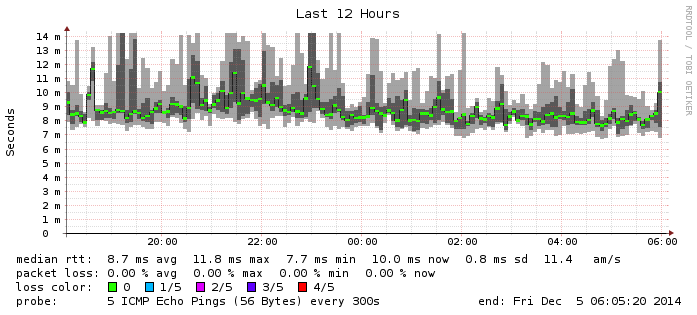 Last 12 Hours
RRDTOOL / TOBI OETIKER
Seconds
14 m
13 m
12 m
11 m
10 m
9 m
8 m
7 m
6 m
5 m
4 m
3 m
2 m
1 m
0
20:00 22:00 00:00 02:00 04:00 06:00
median rtt: 8.7 ms avg 11.8 ms max 7.7 ms min 10.0 ms now 0.8 ms sd 11.4 am/s
packet loss: 0.00 % avg 0.00 % max 0.00 % min 0.00 % now
loss color: 0 1/5 2/5 3/5 4/5
probe: 5 ICMP Echo Pings (56 Bytes) every 300s end: Fri Dec 5 06:05:20 2014